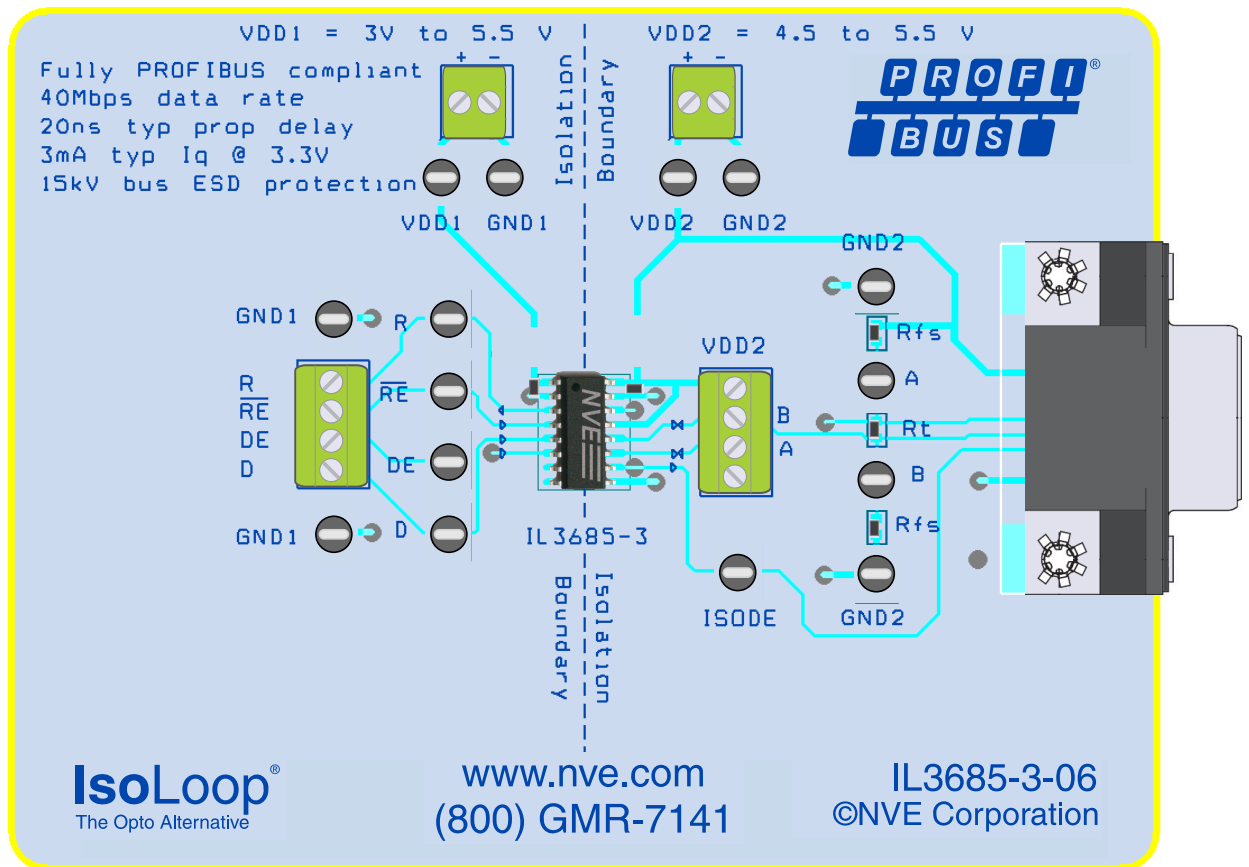 VDD1 = 3V to 5.5 V
VDD2 = 4.5 to 5.5 V
Fully PROFIBUS compliant
40Mbps data rate
20ns typ prop delay
3mA typ Iq @ 3.3V
15kV bus ESD protection
+ -
+ -
Isolation
Boundary
PROFI®
BUS
VDD1
GND1
VDD2
GND2
GND2
GND1
R
Rfs
VDD2
A
R
RE
DE
D
RE
B
A
Rt
DE
B
GND1
D
NVE
IL3685-3
Rfs
Isolation
Boundary
ISODE
GND2
IsoLoop®
The Opto Alternative
www.nve.com
(800) GMR-7141
IL3685-3-06
©NVE Corporation